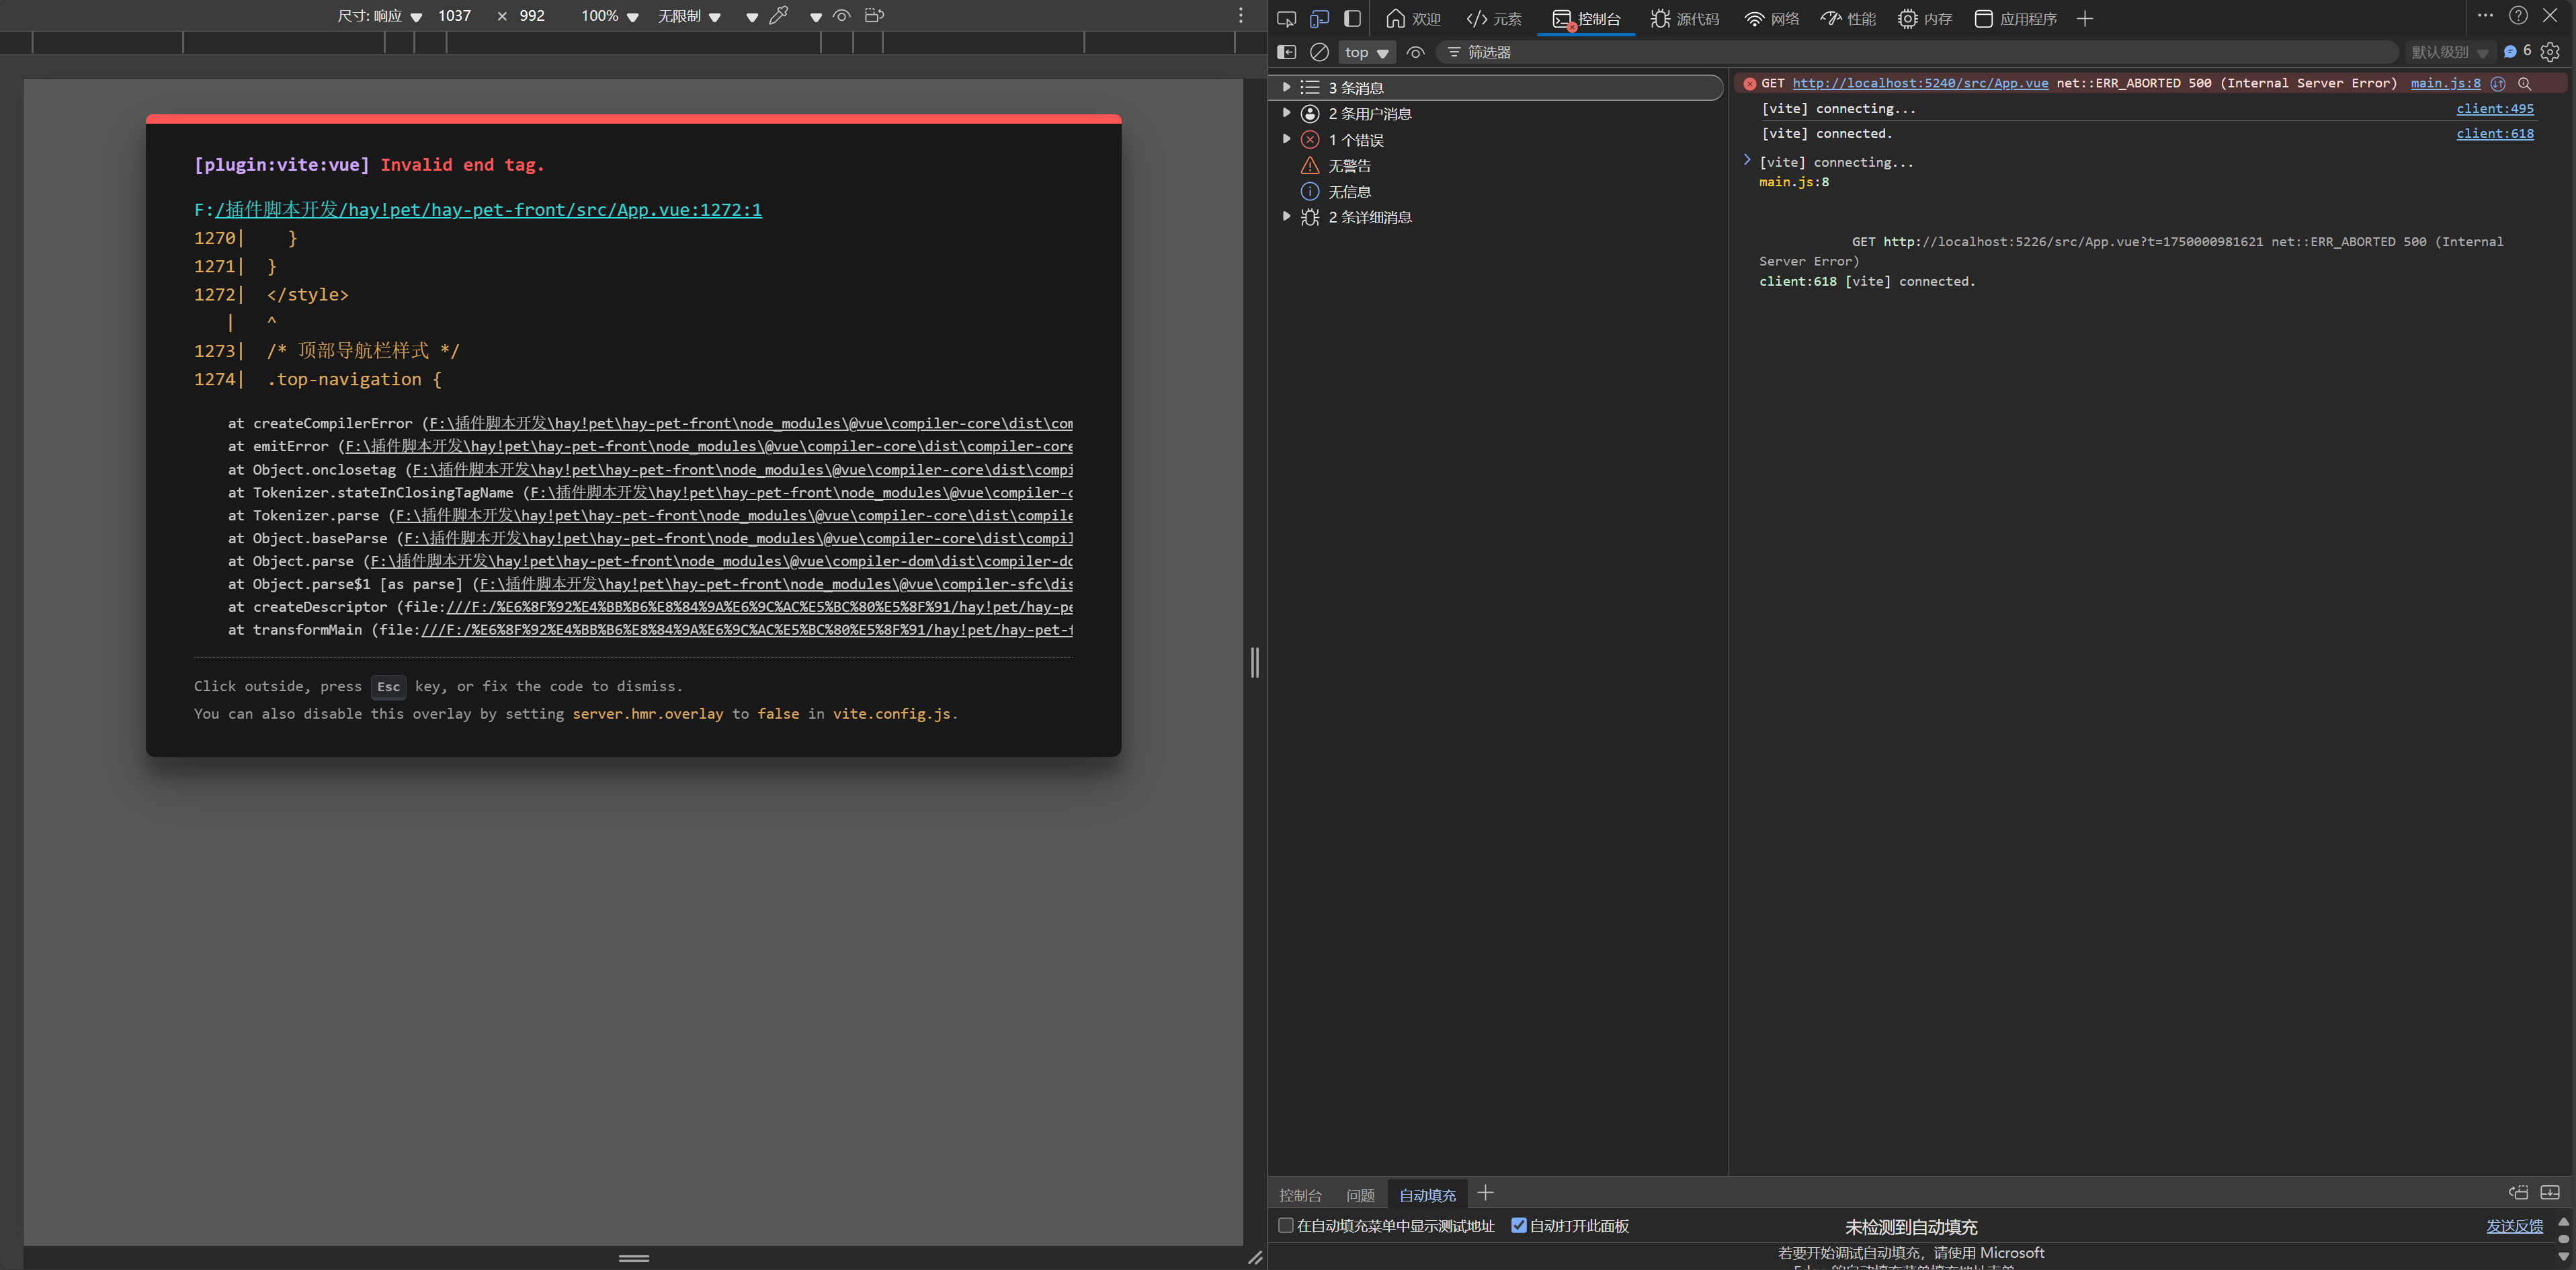 尺寸: 响应 1037 × 992 100% 无限制
[plugin:vite:vue] Invalid end tag.
F:/插件脚本开发/hay!pet/hay-pet-front/src/App.vue:1272:1
1270|    }
1271|  }
1272|  </style>
|   ^
1273|  /* 顶部导航栏样式 */
1274|  .top-navigation {
at createCompilerError (F:\插件脚本开发\hay!pet\hay-pet-front\node_modules\@vue\compiler-core\dist\com
at emitError (F:\插件脚本开发\hay!pet\hay-pet-front\node_modules\@vue\compiler-core\dist\compiler-core
at Object.onclosetag (F:\插件脚本开发\hay!pet\hay-pet-front\node_modules\@vue\compiler-core\dist\compi
at Tokenizer.stateInClosingTagName (F:\插件脚本开发\hay!pet\hay-pet-front\node_modules\@vue\compiler-c
at Tokenizer.parse (F:\插件脚本开发\hay!pet\hay-pet-front\node_modules\@vue\compiler-core\dist\compile
at Object.baseParse (F:\插件脚本开发\hay!pet\hay-pet-front\node_modules\@vue\compiler-core\dist\compil
at Object.parse (F:\插件脚本开发\hay!pet\hay-pet-front\node_modules\@vue\compiler-dom\dist\compiler-do
at Object.parse$1 [as parse] (F:\插件脚本开发\hay!pet\hay-pet-front\node_modules\@vue\compiler-sfc\dis
at createDescriptor (file:///F:/%E6%8F%92%E4%BB%B6%E8%84%9A%E6%9C%AC%E5%BC%80%E5%8F%91/hay!pet/hay-pe
at transformMain (file:///F:/%E6%8F%92%E4%BB%B6%E8%84%9A%E6%9C%AC%E5%BC%80%E5%8F%91/hay!pet/hay-pet-f
Click outside, press Esc key, or fix the code to dismiss.
You can also disable this overlay by setting server.hmr.overlay to false in vite.config.js.
欢迎 </> 元素 控制台 源代码 网络 性能 内存 应用程序
top 筛选器 默认级别 6
3 条消息
2 条用户消息
1 个错误
无警告
无信息
2 条详细消息
GET http://localhost:5240/src/App.vue net::ERR_ABORTED 500 (Internal Server Error) main.js:8
[vite] connecting... client:495
[vite] connected. client:618
[vite] connecting...
main.js:8
GET http://localhost:5226/src/App.vue?t=1750000981621 net::ERR_ABORTED 500 (Internal
Server Error)
client:618 [vite] connected.
控制台 问题 自动填充
在自动填充菜单中显示测试地址 自动打开此面板 未检测到自动填充 发送反馈
若要开始调试自动填充，请使用 Microsoft